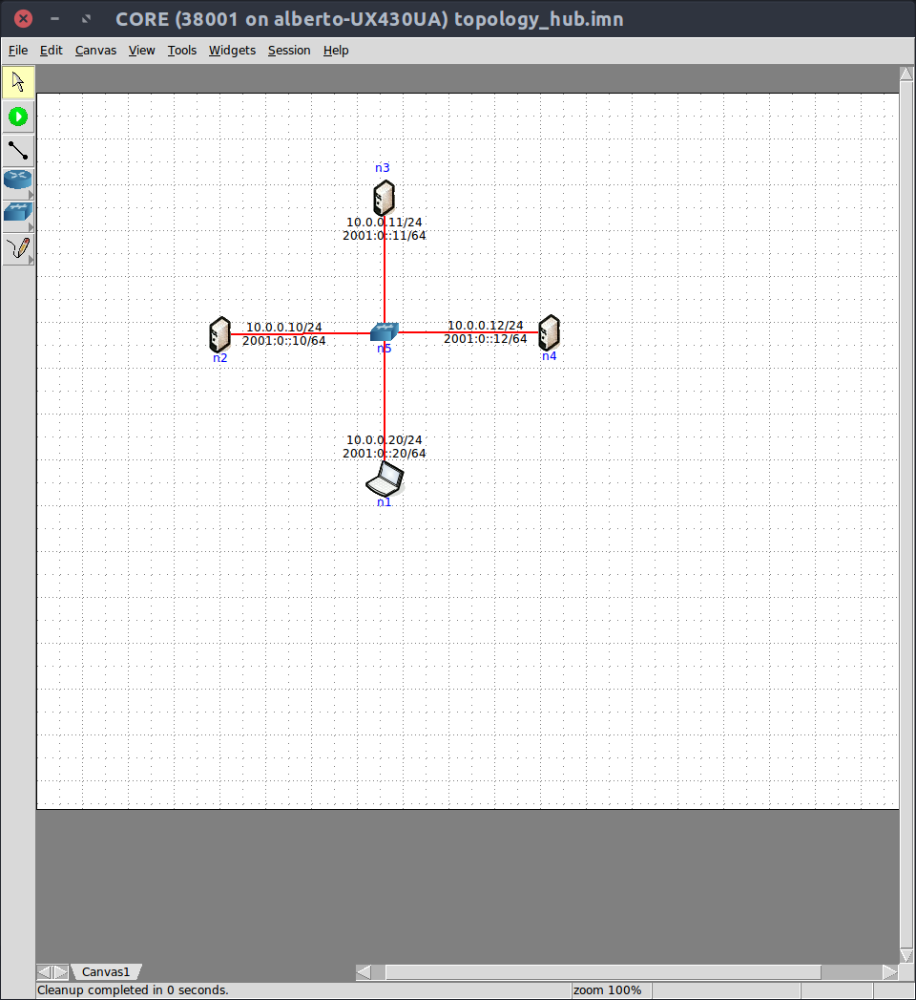 CORE (38001 on alberto-UX430UA) topology_hub.imn
File Edit Canvas View Tools Widgets Session Help
n3
10.0.0.11/24
2001:0::11/64
10.0.0.10/24
2001:0::10/64
n2
n5
10.0.0.12/24
2001:0::12/64
n4
10.0.0.20/24
2001:0::20/64
n1
Canvas1
Cleanup completed in 0 seconds.
zoom 100%